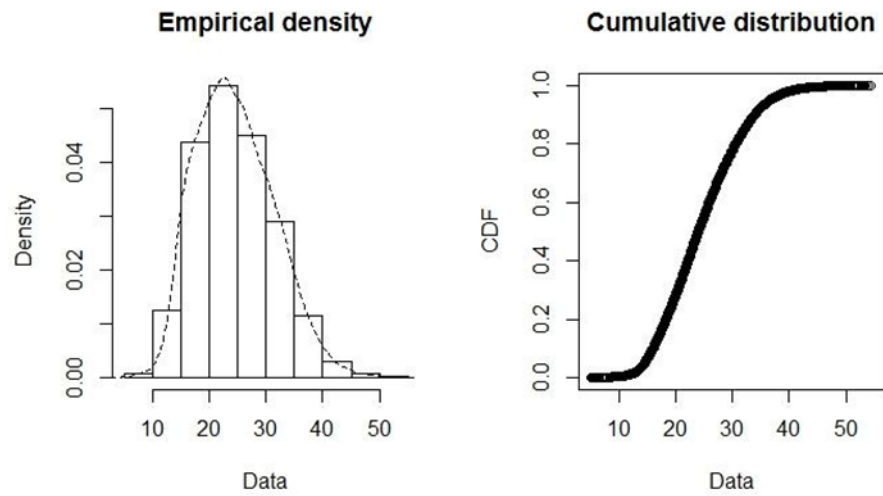 Empirical density
Density
0.00
0.02
0.04
10 20 30 40 50
Data
Cumulative distribution
CDF
0.0
0.2
0.4
0.6
0.8
1.0
10 20 30 40 50
Data